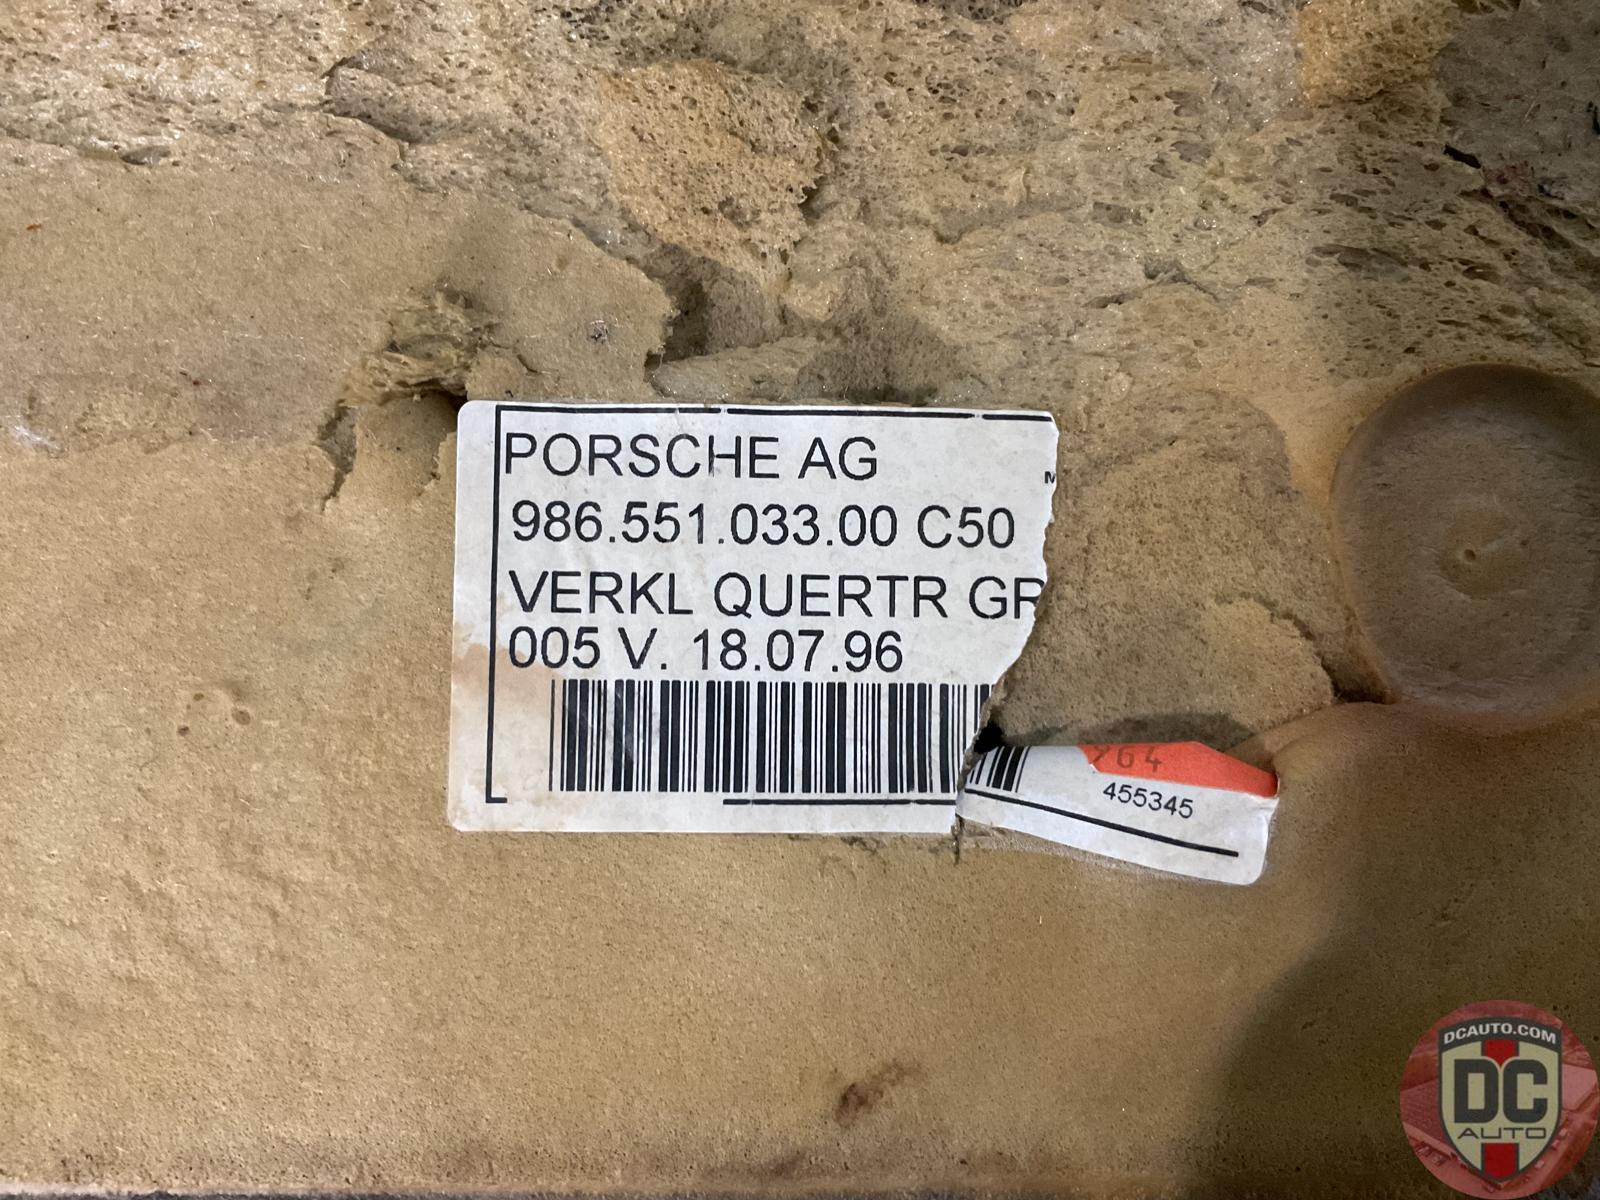 PORSCHE AG
986.551.033.00 C50
VERKL QUERTR GR
005 V. 18.07.96
964
455345
DCAUTO.COM
DC
AUTO